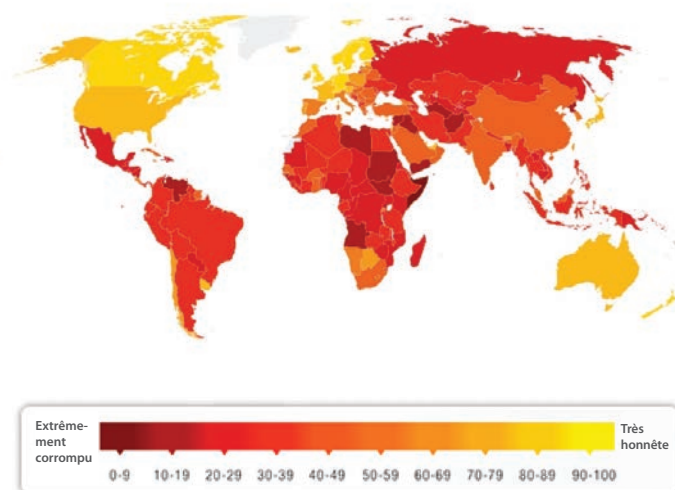 Extrême-
ment
corrompu
Très
honnête
0-9 10-19 20-29 30-39 40-49 50-59 60-69 70-79 80-89 90-100